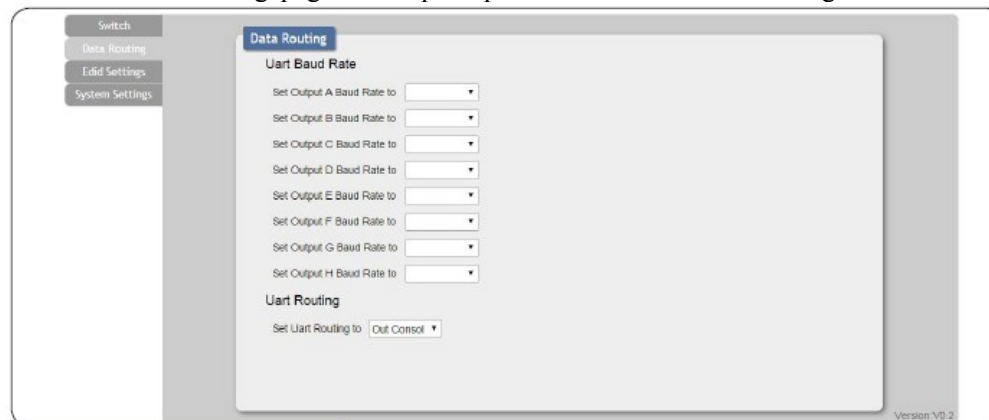 Switch
Data Routing
Edid Settings
System Settings
Data Routing
Uart Baud Rate
Set Output A Baud Rate to
Set Output B Baud Rate to
Set Output C Baud Rate to
Set Output D Baud Rate to
Set Output E Baud Rate to
Set Output F Baud Rate to
Set Output G Baud Rate to
Set Output H Baud Rate to
Uart Routing
Set Uart Routing to Out Consol
Version:V0.2